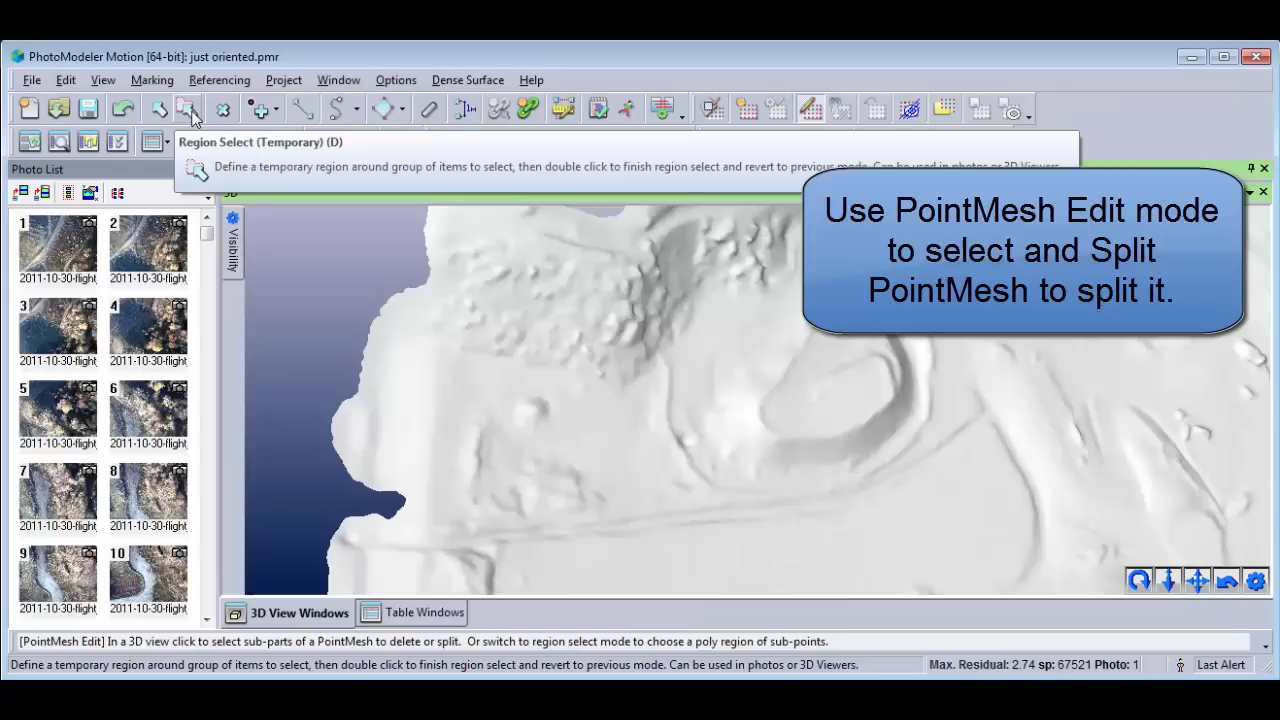 PhotoModeler Motion [64-bit]: just oriented.pmr
File Edit View Marking Referencing Project Window Options Dense Surface Help
Region Select (Temporary) (D)
Define a temporary region around group of items to select, then double click to finish region select and revert to previous mode. Can be used in photos or 3D Viewers.
Photo List
3D
Visibility
Use PointMesh Edit mode
to select and Split
PointMesh to split it.
1 2
2011-10-30-flight 2011-10-30-flight
3 4
2011-10-30-flight 2011-10-30-flight
5 6
2011-10-30-flight 2011-10-30-flight
7 8
2011-10-30-flight 2011-10-30-flight
9 10
2011-10-30-flight 2011-10-30-flight
3D View Windows Table Windows
[PointMesh Edit] In a 3D view click to select sub-parts of a PointMesh to delete or split. Or switch to region select mode to choose a poly region of sub-points.
Define a temporary region around group of items to select, then double click to finish region select and revert to previous mode. Can be used in photos or 3D Viewers. Max. Residual: 2.74 sp: 67521 Photo: 1 Last Alert